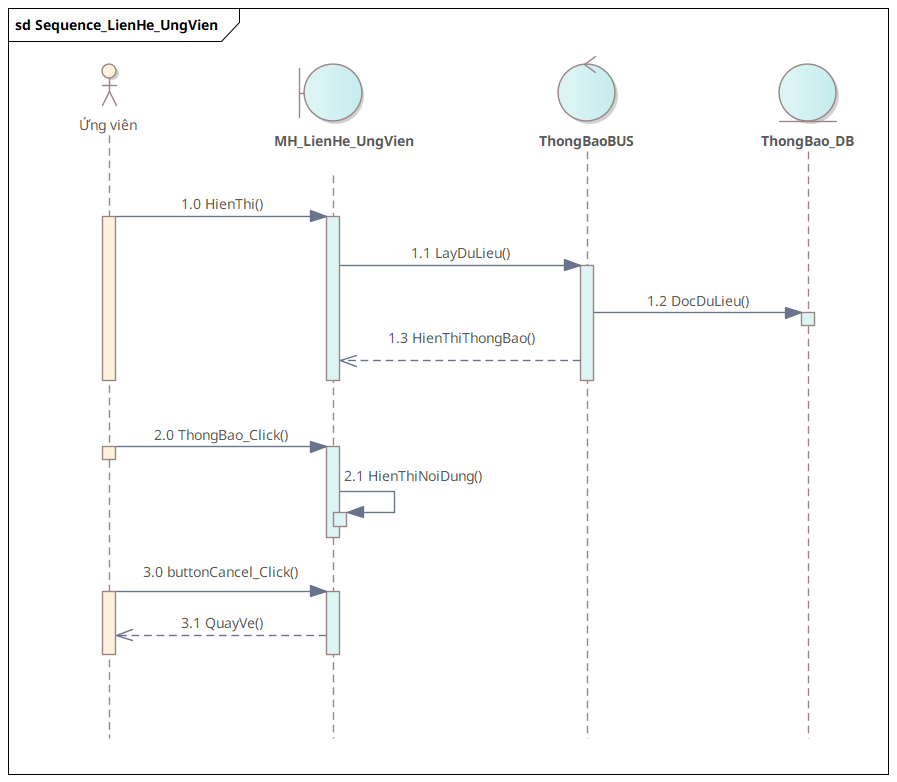 sd Sequence_LienHe_UngVien
Ứng viên
MH_LienHe_UngVien
ThongBaoBUS
ThongBao_DB
1.0 HienThi()
1.1 LayDuLieu()
1.2 DocDuLieu()
1.3 HienThiThongBao()
2.0 ThongBao_Click()
2.1 HienThiNoiDung()
3.0 buttonCancel_Click()
3.1 QuayVe()